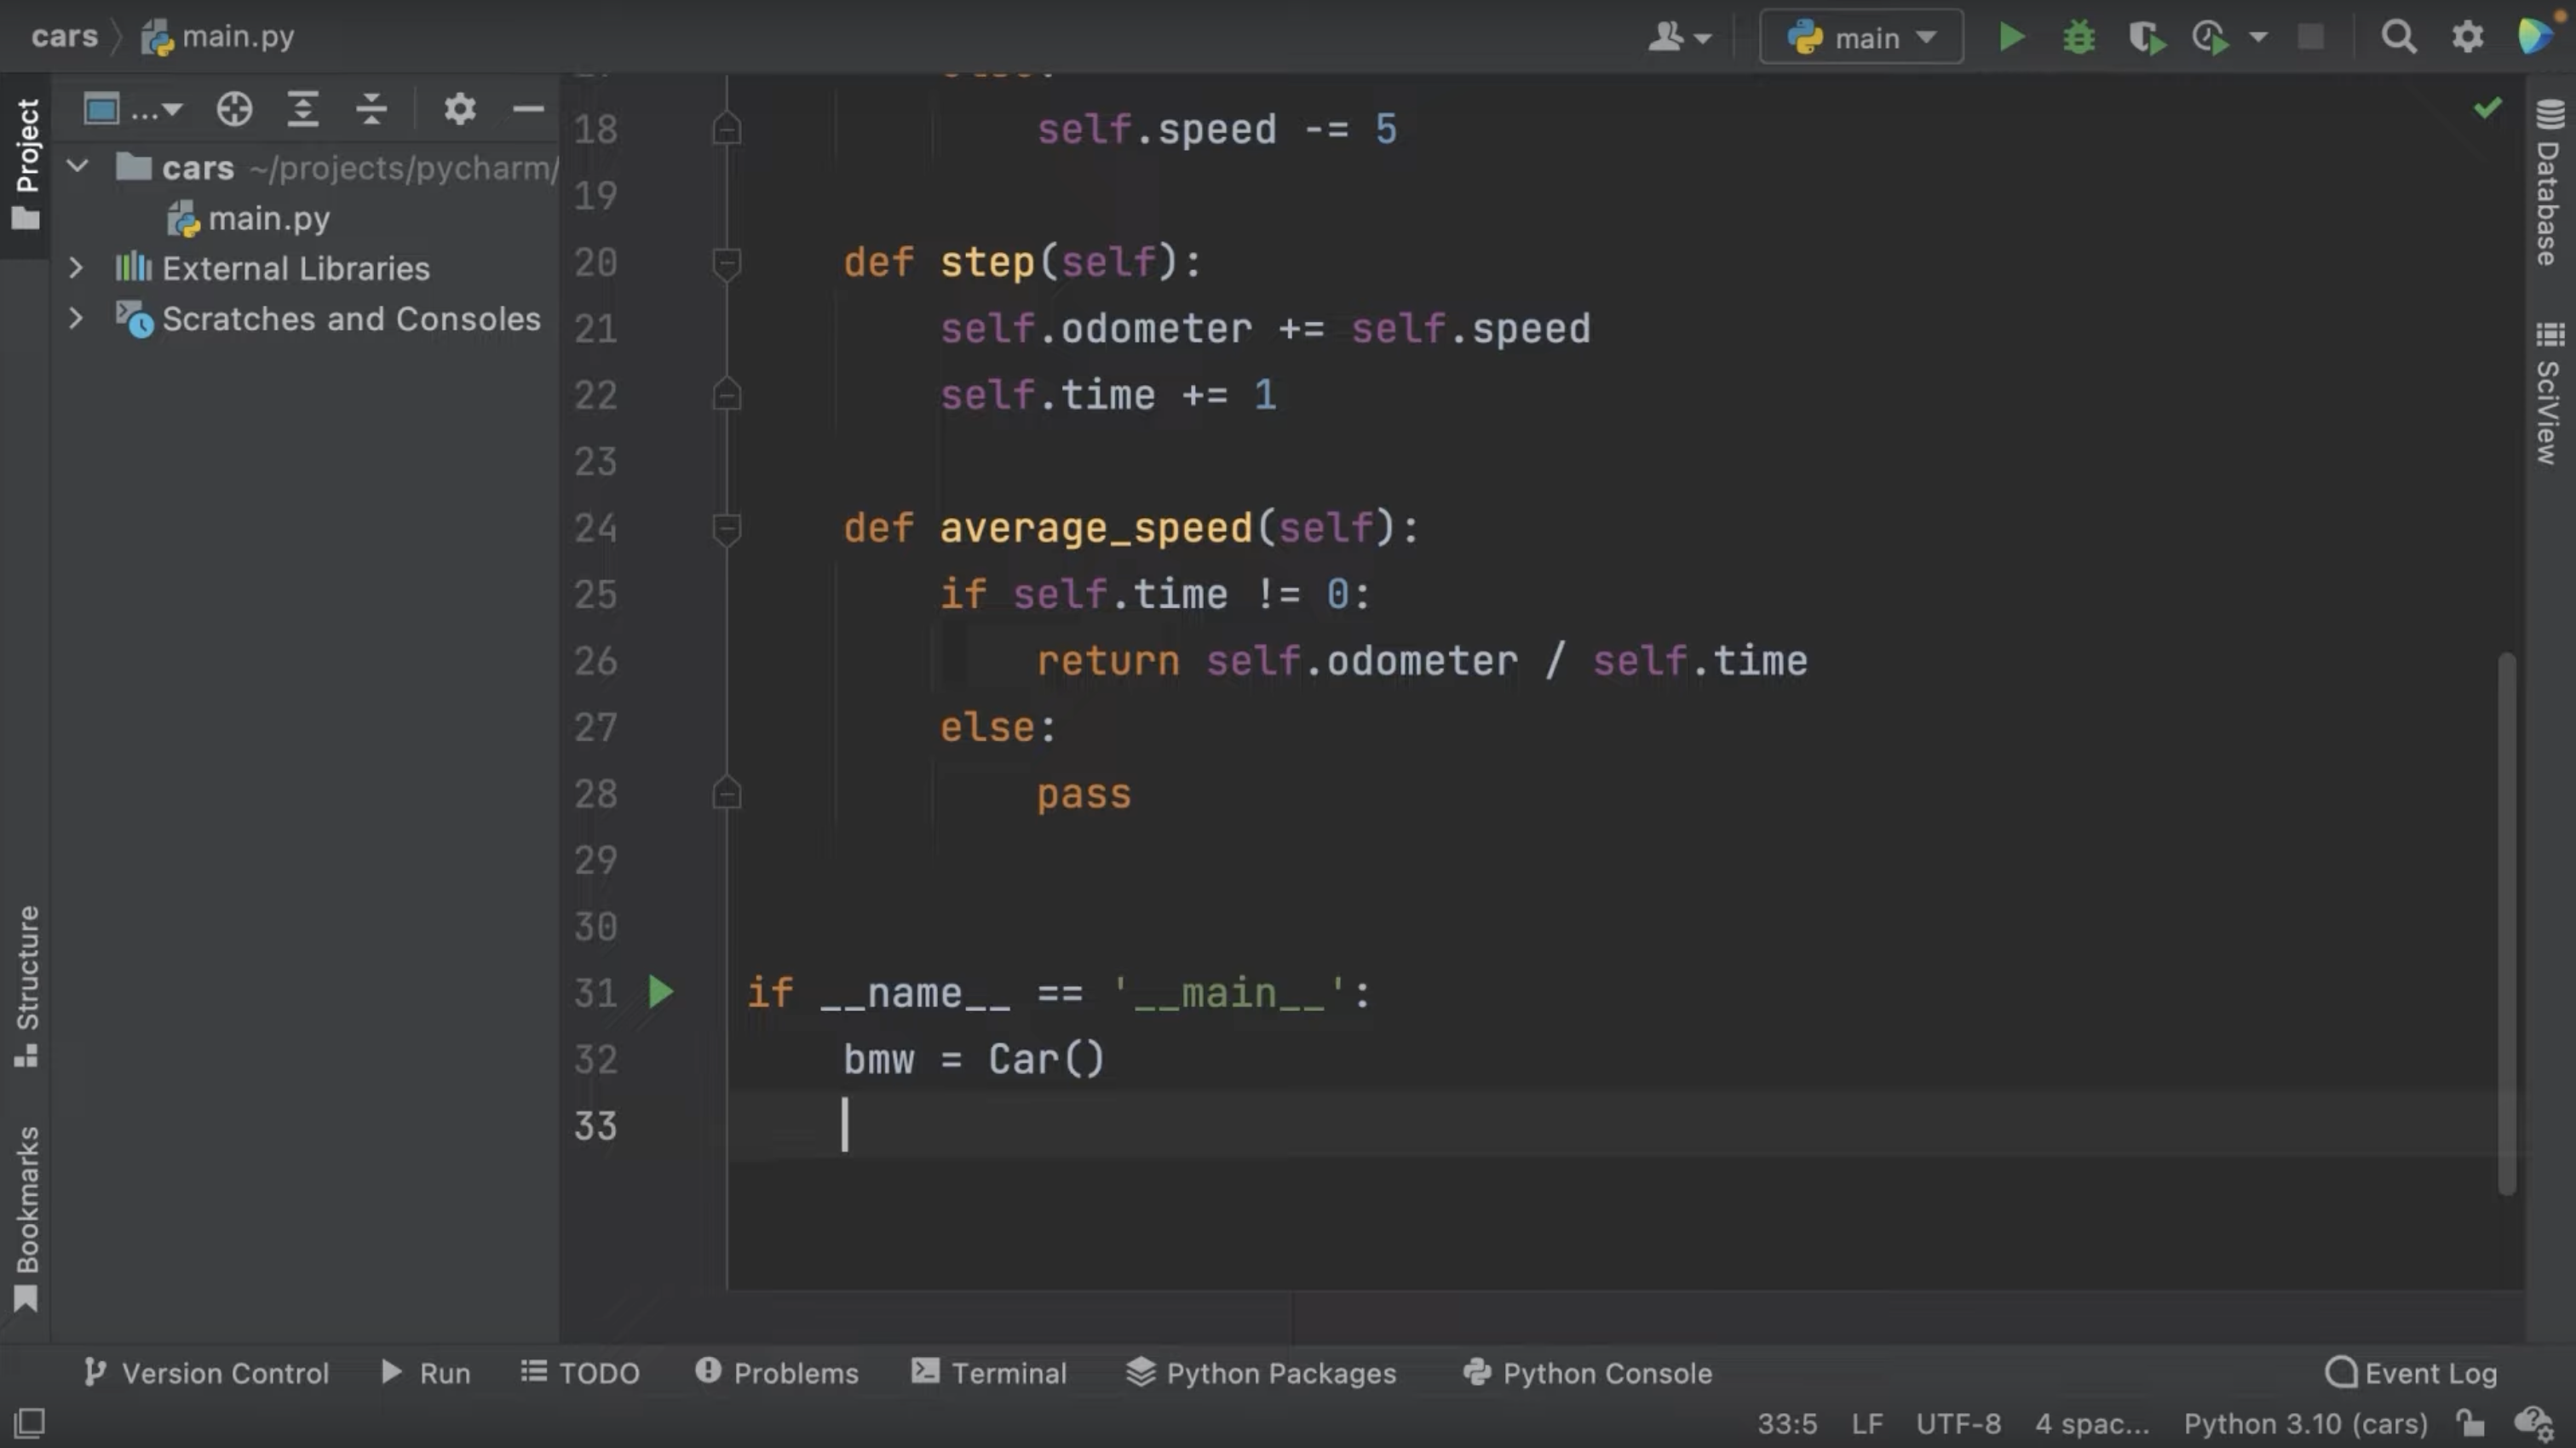 cars main.py
main
Project
...
cars ~/projects/pycharm/
main.py
External Libraries
Scratches and Consoles
Structure
Bookmarks
18 self.speed -= 5
19
20 def step(self):
21 self.odometer += self.speed
22 self.time += 1
23
24 def average_speed(self):
25 if self.time != 0:
26 return self.odometer / self.time
27 else:
28 pass
29
30
31 if __name__ == '__main__':
32 bmw = Car()
33
Database
SciView
Version Control Run TODO Problems Terminal Python Packages Python Console Event Log
33:5 LF UTF-8 4 spac... Python 3.10 (cars)